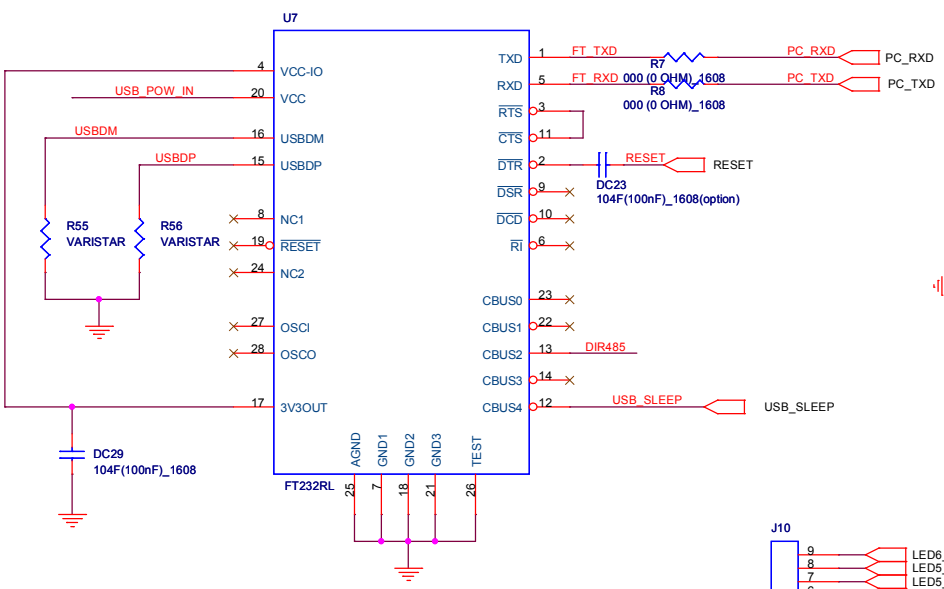 U7
4 VCC-IO TXD 1 FT_TXD PC_RXD PC_RXD
R7
000 (0 OHM)_1608
20 VCC USB_POW_IN RXD 5 FT_RXD PC_TXD PC_TXD
R8
000 (0 OHM)_1608
RTS 3
16 USBDM USBDM CTS 11
15 USBDP USBDP DTR 2 RESET RESET
DC23
104F(100nF)_1608(option)
DSR 9
R55
VARISTAR
R56
VARISTAR
8 NC1 DCD 10
19 RESET RI 6
24 NC2
CBUS0 23
27 OSCI CBUS1 22
28 OSCO CBUS2 13 DIR485
CBUS3 14
17 3V3OUT CBUS4 12 USB_SLEEP USB_SLEEP
DC29
104F(100nF)_1608
AGND GND1 GND2 GND3 TEST
FT232RL
25 7 18 21 26
J10
9 LED6_
8 LED5_
7 LED5_